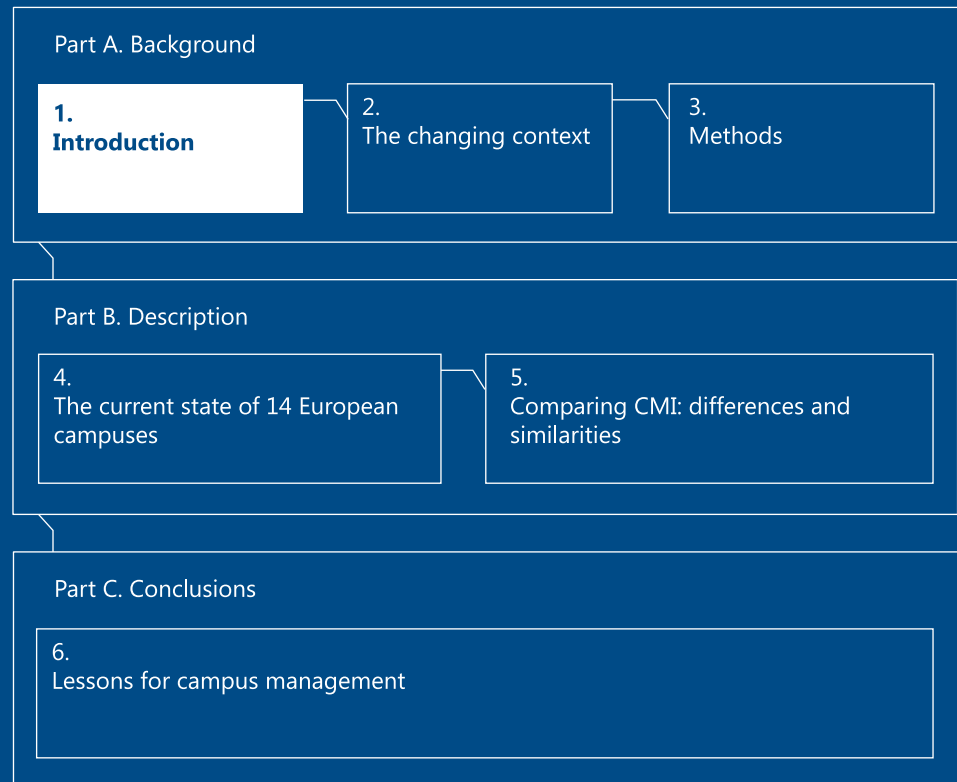 Part A. Background
1.
Introduction
2.
The changing context
3.
Methods
Part B. Description
4.
The current state of 14 European
campuses
5.
Comparing CMI: differences and
similarities
Part C. Conclusions
6.
Lessons for campus management